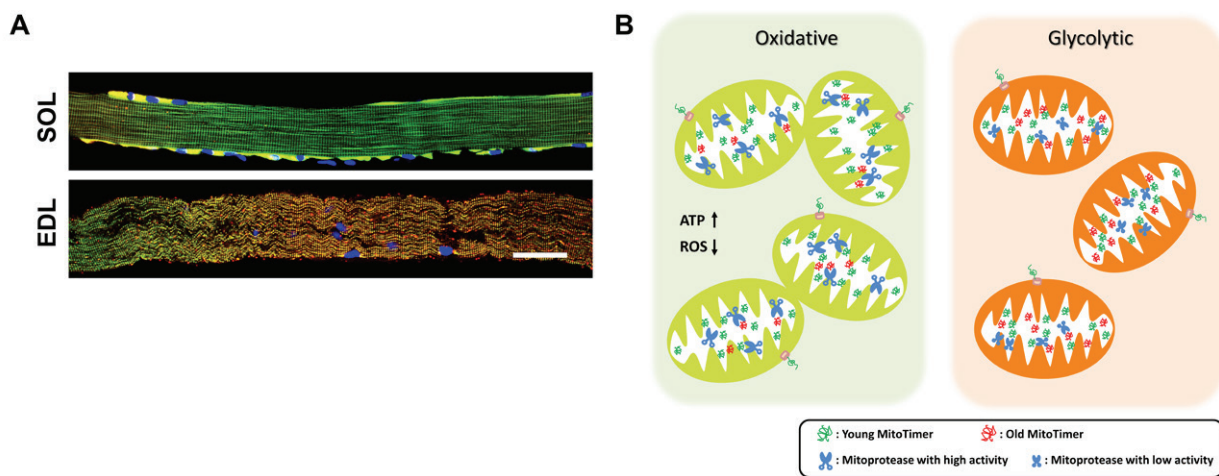 A
SOL
EDL
B
Oxidative
Glycolytic
ATP ↑
ROS ↓
: Young MitoTimer
: Old MitoTimer
: Mitoprotease with high activity
: Mitoprotease with low activity